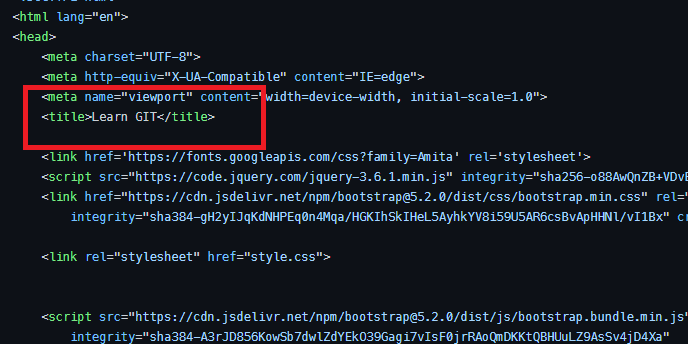 <html lang="en">
<head>
<meta charset="UTF-8">
<meta http-equiv="X-UA-Compatible" content="IE=edge">
<meta name="viewport" content="width=device-width, initial-scale=1.0">
<title>Learn GIT</title>
<link href='https://fonts.googleapis.com/css?family=Amita' rel='stylesheet'>
<script src="https://code.jquery.com/jquery-3.6.1.min.js" integrity="sha256-o88AwQnZB+VDvE
<link href="https://cdn.jsdelivr.net/npm/bootstrap@5.2.0/dist/css/bootstrap.min.css" rel="
integrity="sha384-gH2yIJqKdNHPEq0n4Mqa/HGKIhSkIHeL5AyhkYV8i59U5AR6csBvApHHNl/vI1Bx" c
<link rel="stylesheet" href="style.css">
<script src="https://cdn.jsdelivr.net/npm/bootstrap@5.2.0/dist/js/bootstrap.bundle.min.js"
integrity="sha384-A3rJD856KowSb7dwlZdYEkO39Gagi7vIsF0jrRAoQmDKKtQBHUuLZ9AsSv4jD4Xa"